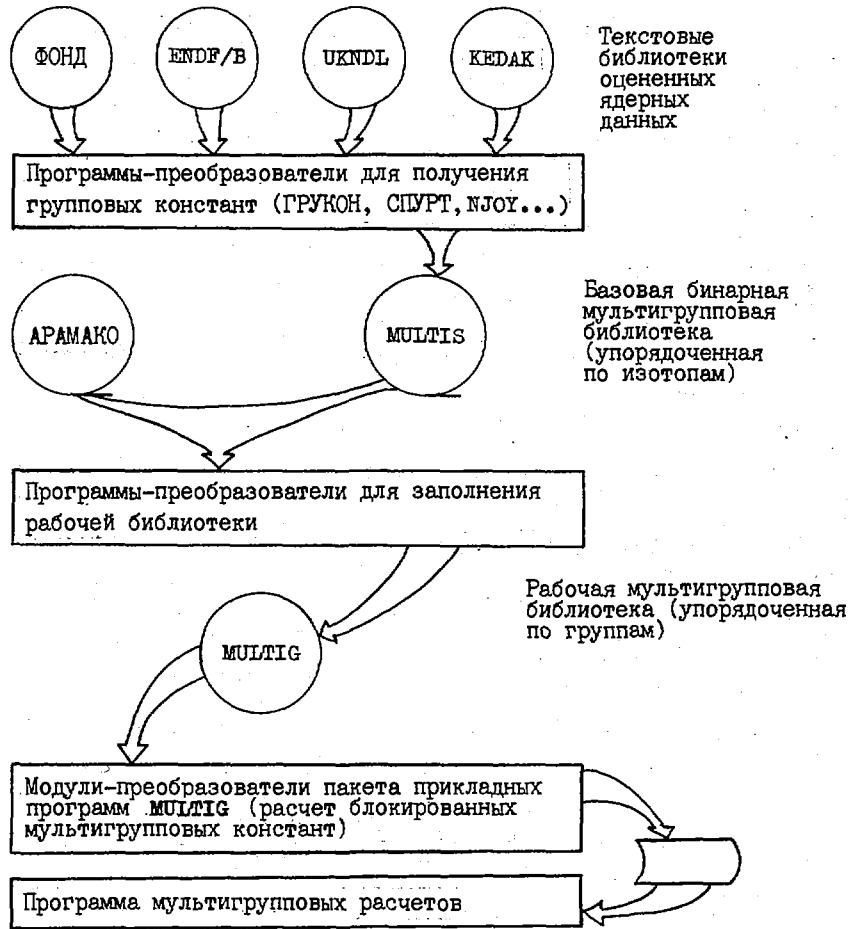 ФОНД
ENDF/B
UKNDL
KEDAK
Текстовые
библиотеки
оцененных
ядерных
данных
Программы-преобразователи для получения
групповых констант (ГРУКОН, СПУРТ, NJOY...)
АРАМАКО
MULTIS
Базовая бинарная
мультигрупповая
библиотека
(упорядоченная
по изотопам)
Программы-преобразователи для заполнения
рабочей библиотеки
Рабочая мультигрупповая
библиотека (упорядоченная
по группам)
MULTIG
Модули-преобразователи пакета прикладных
программ MULTIG (расчет блокированных
мультигрупповых констант)
Программа мультигрупповых расчетов